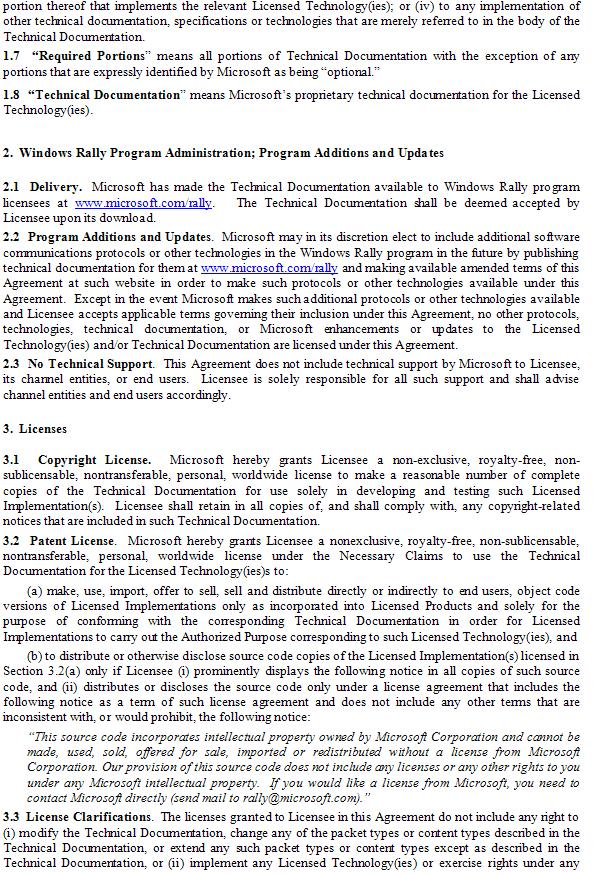 portion thereof that implements the relevant Licensed Technology(ies); or (iv) to any implementation of
other technical documentation, specifications or technologies that are merely referred to in the body of the
Technical Documentation.
1.7 “Required Portions” means all portions of Technical Documentation with the exception of any
portions that are expressly identified by Microsoft as being “optional.”
1.8 “Technical Documentation” means Microsoft’s proprietary technical documentation for the Licensed
Technology(ies).
2. Windows Rally Program Administration; Program Additions and Updates
2.1 Delivery. Microsoft has made the Technical Documentation available to Windows Rally program
licensees at www.microsoft.com/rally. The Technical Documentation shall be deemed accepted by
Licensee upon its download.
2.2 Program Additions and Updates. Microsoft may in its discretion elect to include additional software
communications protocols or other technologies in the Windows Rally program in the future by publishing
technical documentation for them at www.microsoft.com/rally and making available amended terms of this
Agreement at such website in order to make such protocols or other technologies available under this
Agreement. Except in the event Microsoft makes such additional protocols or other technologies available
and Licensee accepts applicable terms governing their inclusion under this Agreement, no other protocols,
technologies, technical documentation, or Microsoft enhancements or updates to the Licensed
Technology(ies) and/or Technical Documentation are licensed under this Agreement.
2.3 No Technical Support. This Agreement does not include technical support by Microsoft to Licensee,
its channel entities, or end users. Licensee is solely responsible for all such support and shall advise
channel entities and end users accordingly.
3. Licenses
3.1 Copyright License. Microsoft hereby grants Licensee a non-exclusive, royalty-free, non-
sublicensable, nontransferable, personal, worldwide license to make a reasonable number of complete
copies of the Technical Documentation for use solely in developing and testing such Licensed
Implementation(s). Licensee shall retain in all copies of, and shall comply with, any copyright-related
notices that are included in such Technical Documentation.
3.2 Patent License. Microsoft hereby grants Licensee a nonexclusive, royalty-free, non-sublicensable,
nontransferable, personal, worldwide license under the Necessary Claims to use the Technical
Documentation for the Licensed Technology(ies)s to:
(a) make, use, import, offer to sell, sell and distribute directly or indirectly to end users, object code
versions of Licensed Implementations only as incorporated into Licensed Products and solely for the
purpose of conforming with the corresponding Technical Documentation in order for Licensed
Implementations to carry out the Authorized Purpose corresponding to such Licensed Technology(ies), and
(b) to distribute or otherwise disclose source code copies of the Licensed Implementation(s) licensed in
Section 3.2(a) only if Licensee (i) prominently displays the following notice in all copies of such source
code, and (ii) distributes or discloses the source code only under a license agreement that includes the
following notice as a term of such license agreement and does not include any other terms that are
inconsistent with, or would prohibit, the following notice:
“This source code incorporates intellectual property owned by Microsoft Corporation and cannot be
made, used, sold, offered for sale, imported or redistributed without a license from Microsoft
Corporation. Our provision of this source code does not include any licenses or any other rights to you
under any Microsoft intellectual property. If you would like a license from Microsoft, you need to
contact Microsoft directly (send mail to rally@microsoft.com).”
3.3 License Clarifications. The licenses granted to Licensee in this Agreement do not include any right to
(i) modify the Technical Documentation, change any of the packet types or content types described in the
Technical Documentation, or extend any such packet types or content types except as described in the
Technical Documentation, or (ii) implement any Licensed Technology(ies) or exercise rights under any